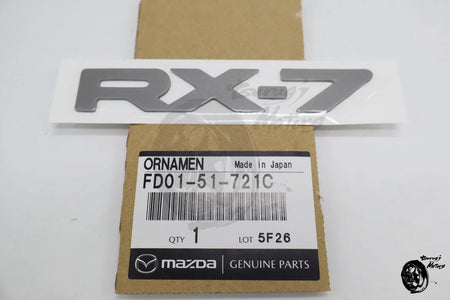 RX-7
ORNAMEN Made in Japan
FD01-51-721C
QTY 1 LOT 5F26
mazda GENUINE PARTS